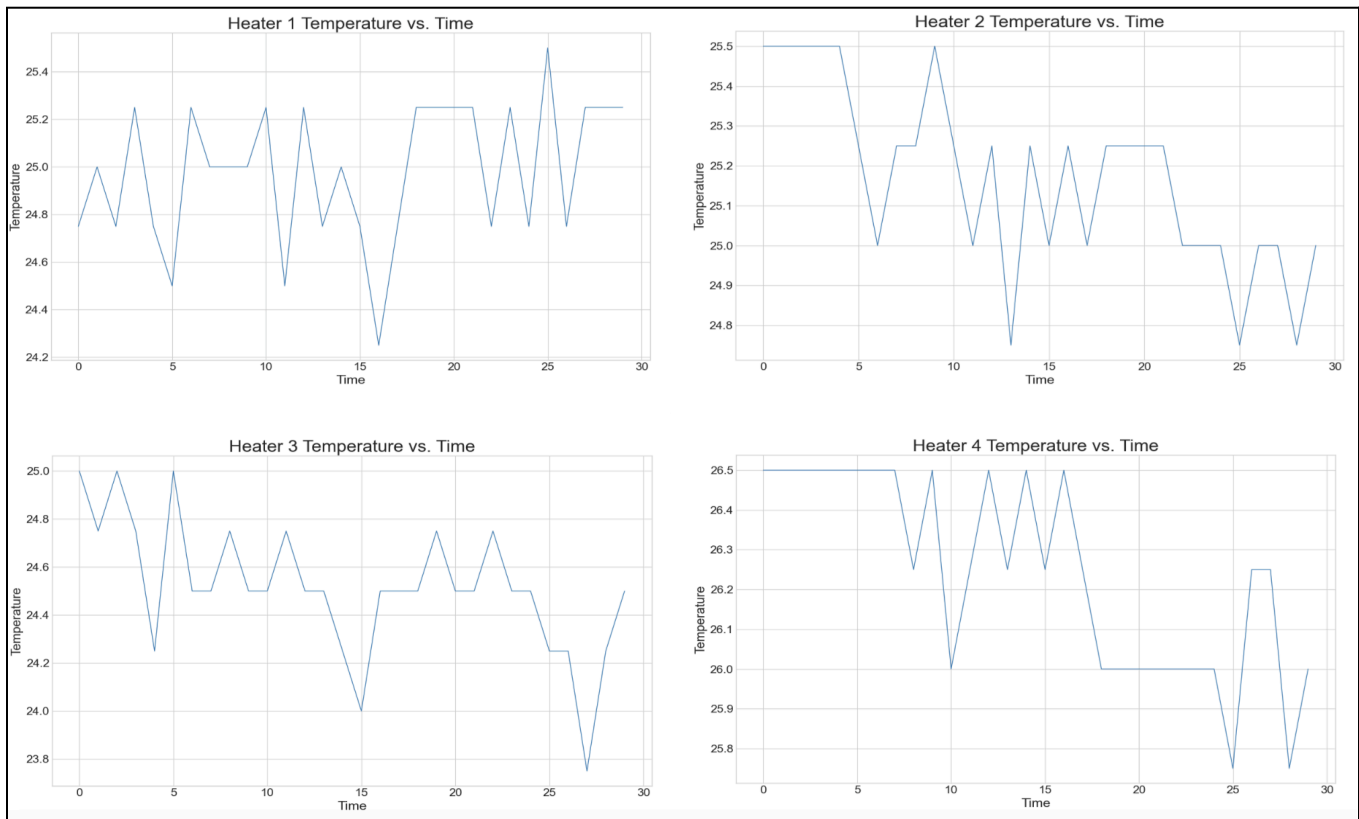 Heater 1 Temperature vs. Time
25.4
25.2
25.0
24.8
24.6
24.4
24.2
Temperature
0 5 10 15 20 25 30
Time
Heater 2 Temperature vs. Time
25.5
25.4
25.3
25.2
25.1
25.0
24.9
24.8
Temperature
0 5 10 15 20 25 30
Time
Heater 3 Temperature vs. Time
25.0
24.8
24.6
24.4
24.2
24.0
23.8
Temperature
0 5 10 15 20 25 30
Time
Heater 4 Temperature vs. Time
26.5
26.4
26.3
26.2
26.1
26.0
25.9
25.8
Temperature
0 5 10 15 20 25 30
Time